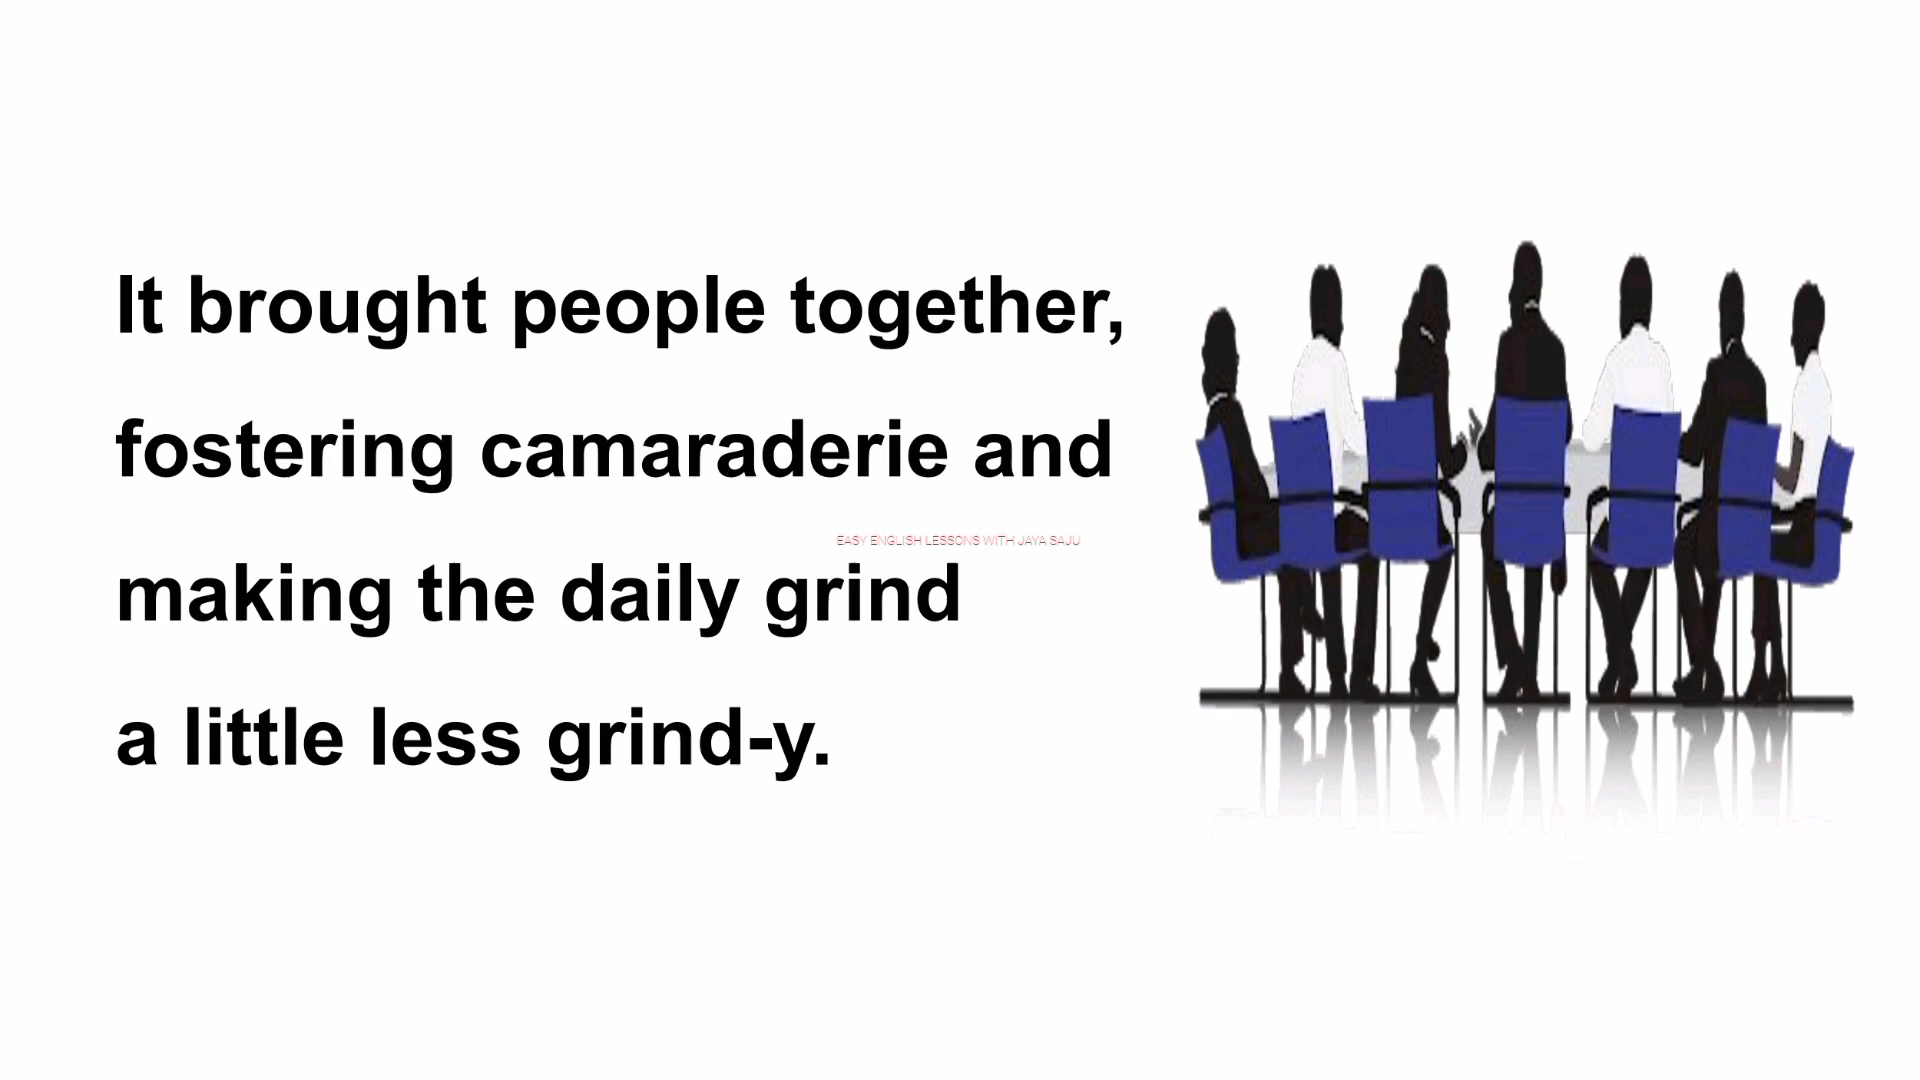 It brought people together,
fostering camaraderie and
EASY ENGLISH LESSONS WITH JAYA SAJU
making the daily grind
a little less grind-y.